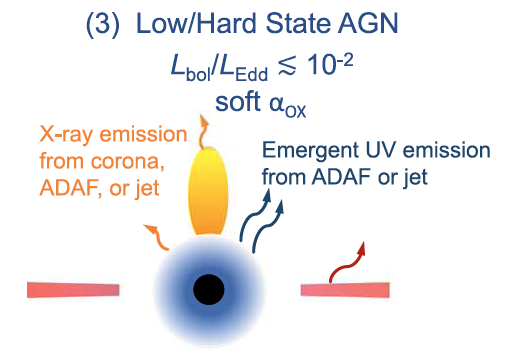 (3) Low/Hard State AGN
Lbol/LEdd ≲ 10-2
soft αOX
X-ray emission
from corona,
ADAF, or jet
Emergent UV emission
from ADAF or jet